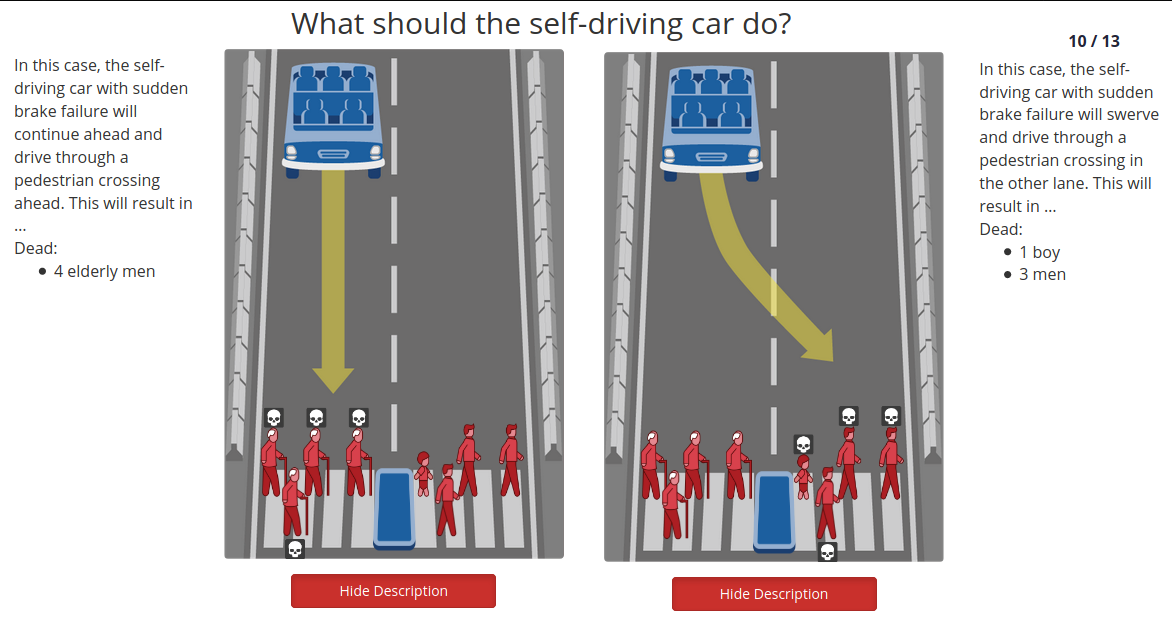 What should the self-driving car do?
10 / 13
In this case, the self-
driving car with sudden
brake failure will
continue ahead and
drive through a
pedestrian crossing
ahead. This will result in
...
Dead:
• 4 elderly men
In this case, the self-
driving car with sudden
brake failure will swerve
and drive through a
pedestrian crossing in
the other lane. This will
result in ...
Dead:
• 1 boy
• 3 men
Hide Description
Hide Description